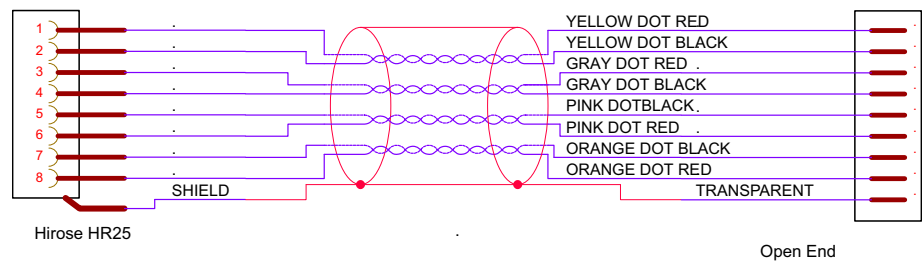 1
YELLOW DOT RED
2
YELLOW DOT BLACK
3
GRAY DOT RED
4
GRAY DOT BLACK
5
PINK DOTBLACK
6
PINK DOT RED
7
ORANGE DOT BLACK
8
ORANGE DOT RED
SHIELD
TRANSPARENT
Hirose HR25
Open End